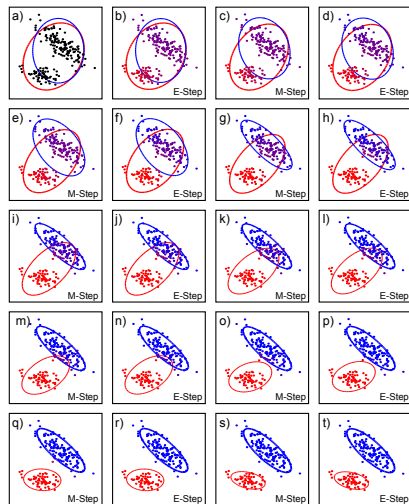 a)
b) E-Step
c) M-Step
d) E-Step
e) M-Step
f) E-Step
g) M-Step
h) E-Step
i) M-Step
j) E-Step
k) M-Step
l) E-Step
m) M-Step
n) E-Step
o) M-Step
p) E-Step
q) M-Step
r) E-Step
s) M-Step
t) E-Step